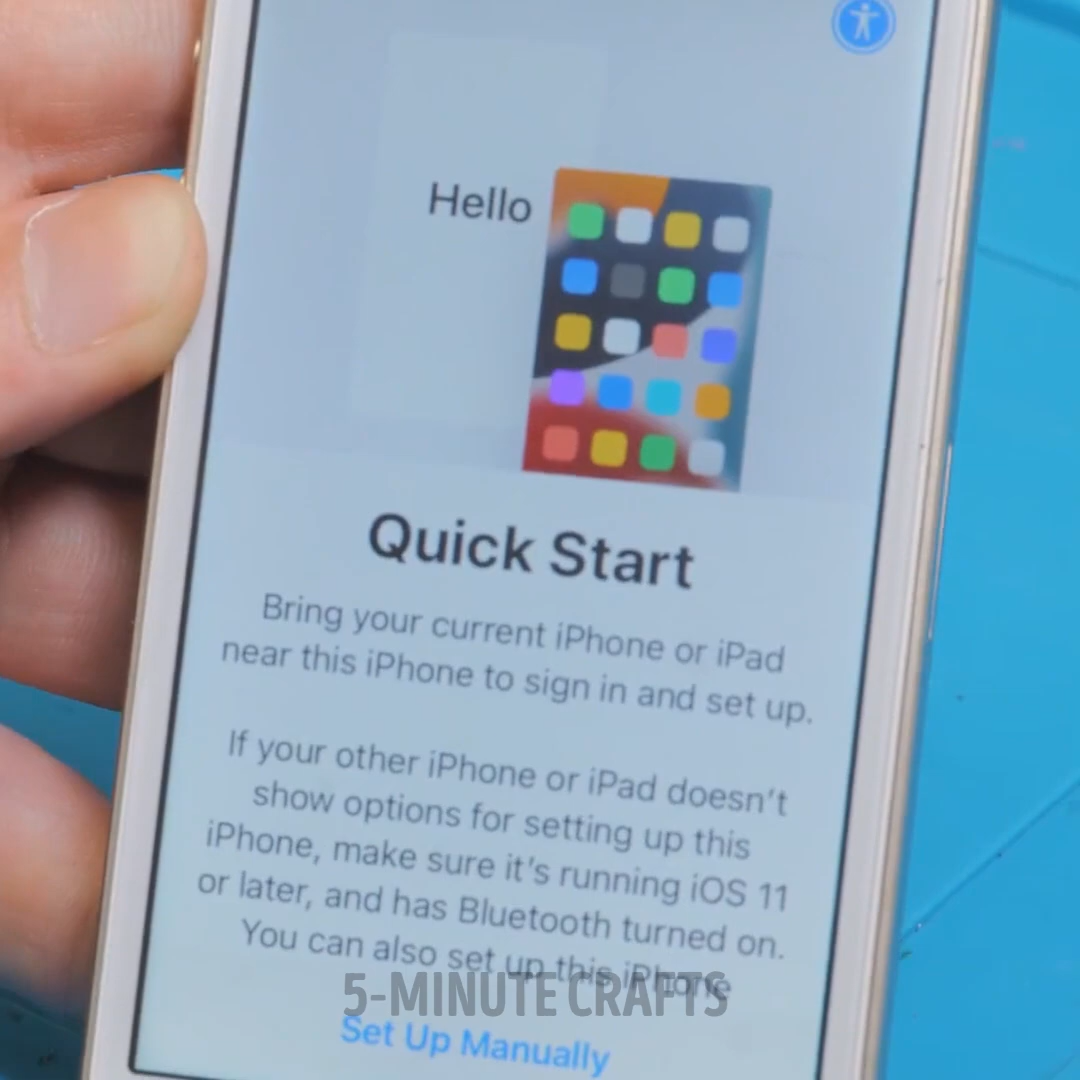 Hello
Quick Start
Bring your current iPhone or iPad
near this iPhone to sign in and set up.
If your other iPhone or iPad doesn't
show options for setting up this
iPhone, make sure it's running iOS 11
or later, and has Bluetooth turned on.
You can also set up this iPhone
5-MINUTE CRAFTS
Set Up Manually